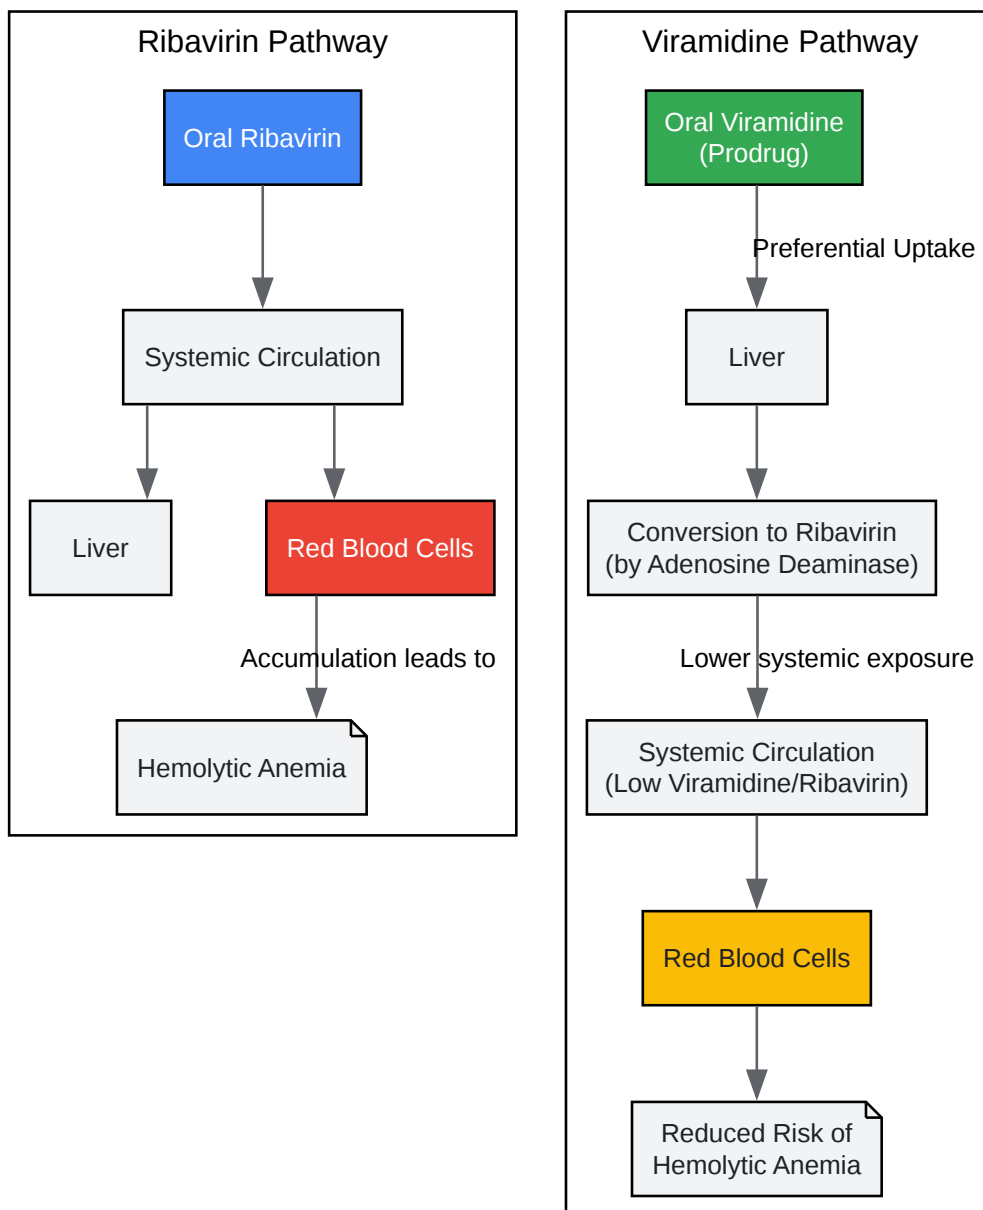 Ribavirin Pathway
Oral Ribavirin
Systemic Circulation
Liver
Red Blood Cells
Accumulation leads to
Hemolytic Anemia
Viramidine Pathway
Oral Viramidine
(Prodrug)
Preferential Uptake
Liver
Conversion to Ribavirin
(by Adenosine Deaminase)
Lower systemic exposure
Systemic Circulation
(Low Viramidine/Ribavirin)
Red Blood Cells
Reduced Risk of
Hemolytic Anemia